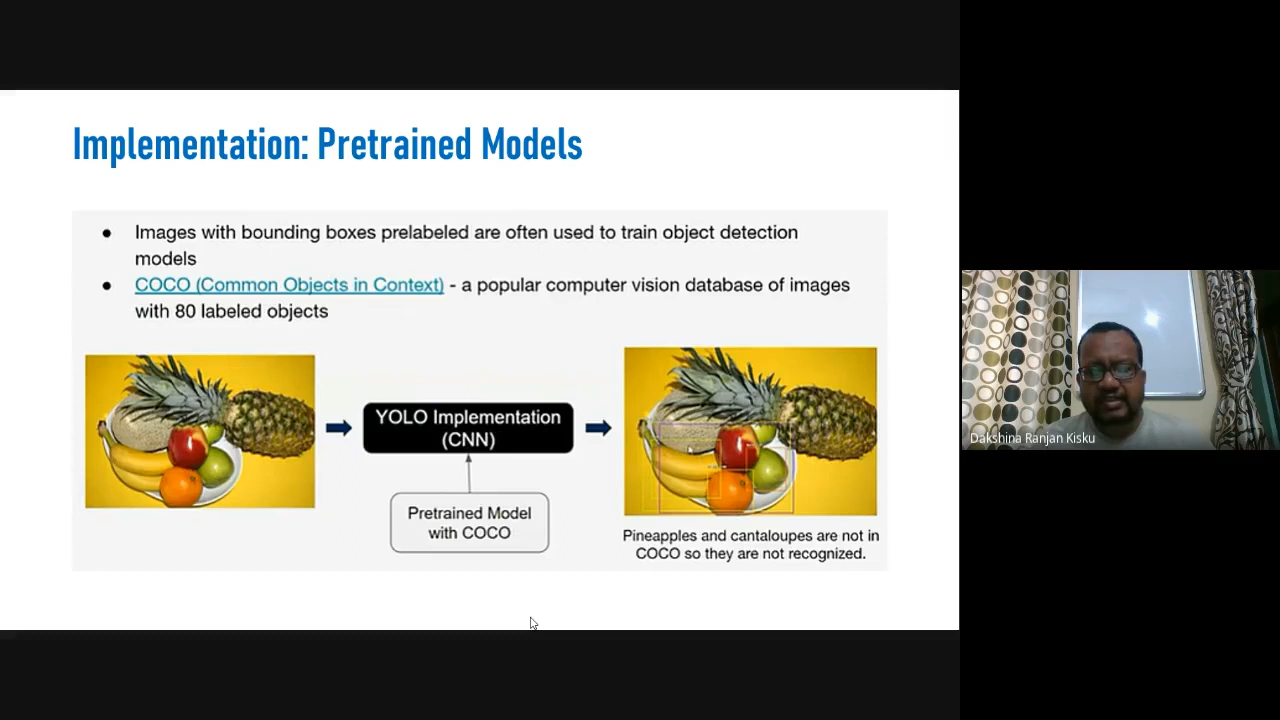 Implementation: Pretrained Models
● Images with bounding boxes prelabeled are often used to train object detection
models
● COCO (Common Objects in Context) - a popular computer vision database of images
with 80 labeled objects
YOLO Implementation
(CNN)
Pretrained Model
with COCO
Pineapples and cantaloupes are not in
COCO so they are not recognized.
Dakshina Ranjan Kisku